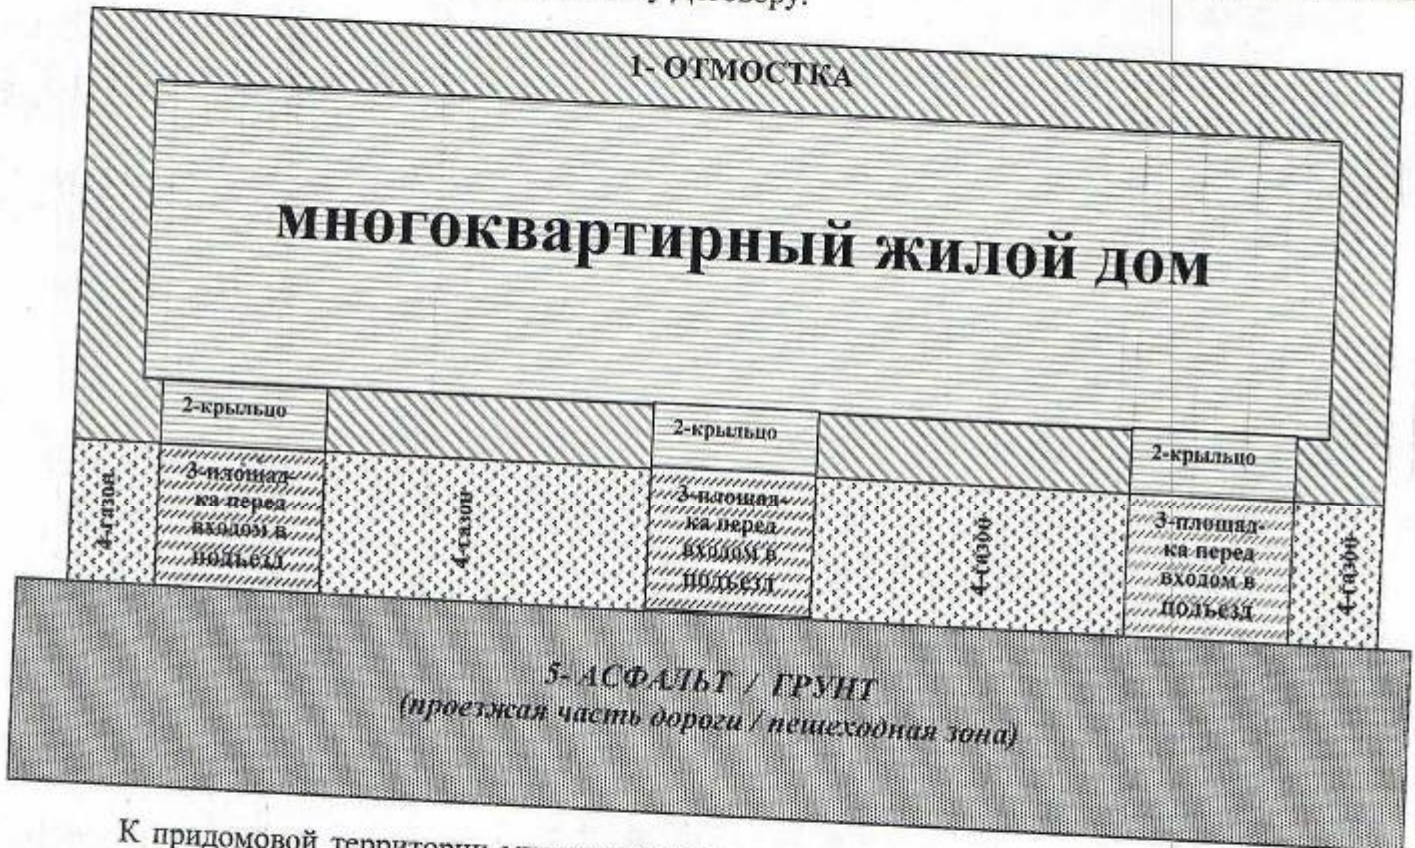 договору.
1- ОТМОСТКА
многоквартирный жилой дом
2-крыльцо
2-крыльцо
2-крыльцо
4-газон
3-площад-
ка перед
входом в
подъезд
4-газон
3-площад-
ка перед
входом в
подъезд
4-газон
3-площад-
ка перед
входом в
подъезд
4-газон
5- АСФАЛЬТ / ГРУНТ
(проезжая часть дороги / пешеходная зона)
К придомовой территории